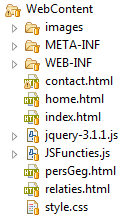 WebContent
images
META-INF
WEB-INF
contact.html
home.html
index.html
jquery-3.1.1.js
JSFuncties.js
persGeg.html
relaties.html
style.css